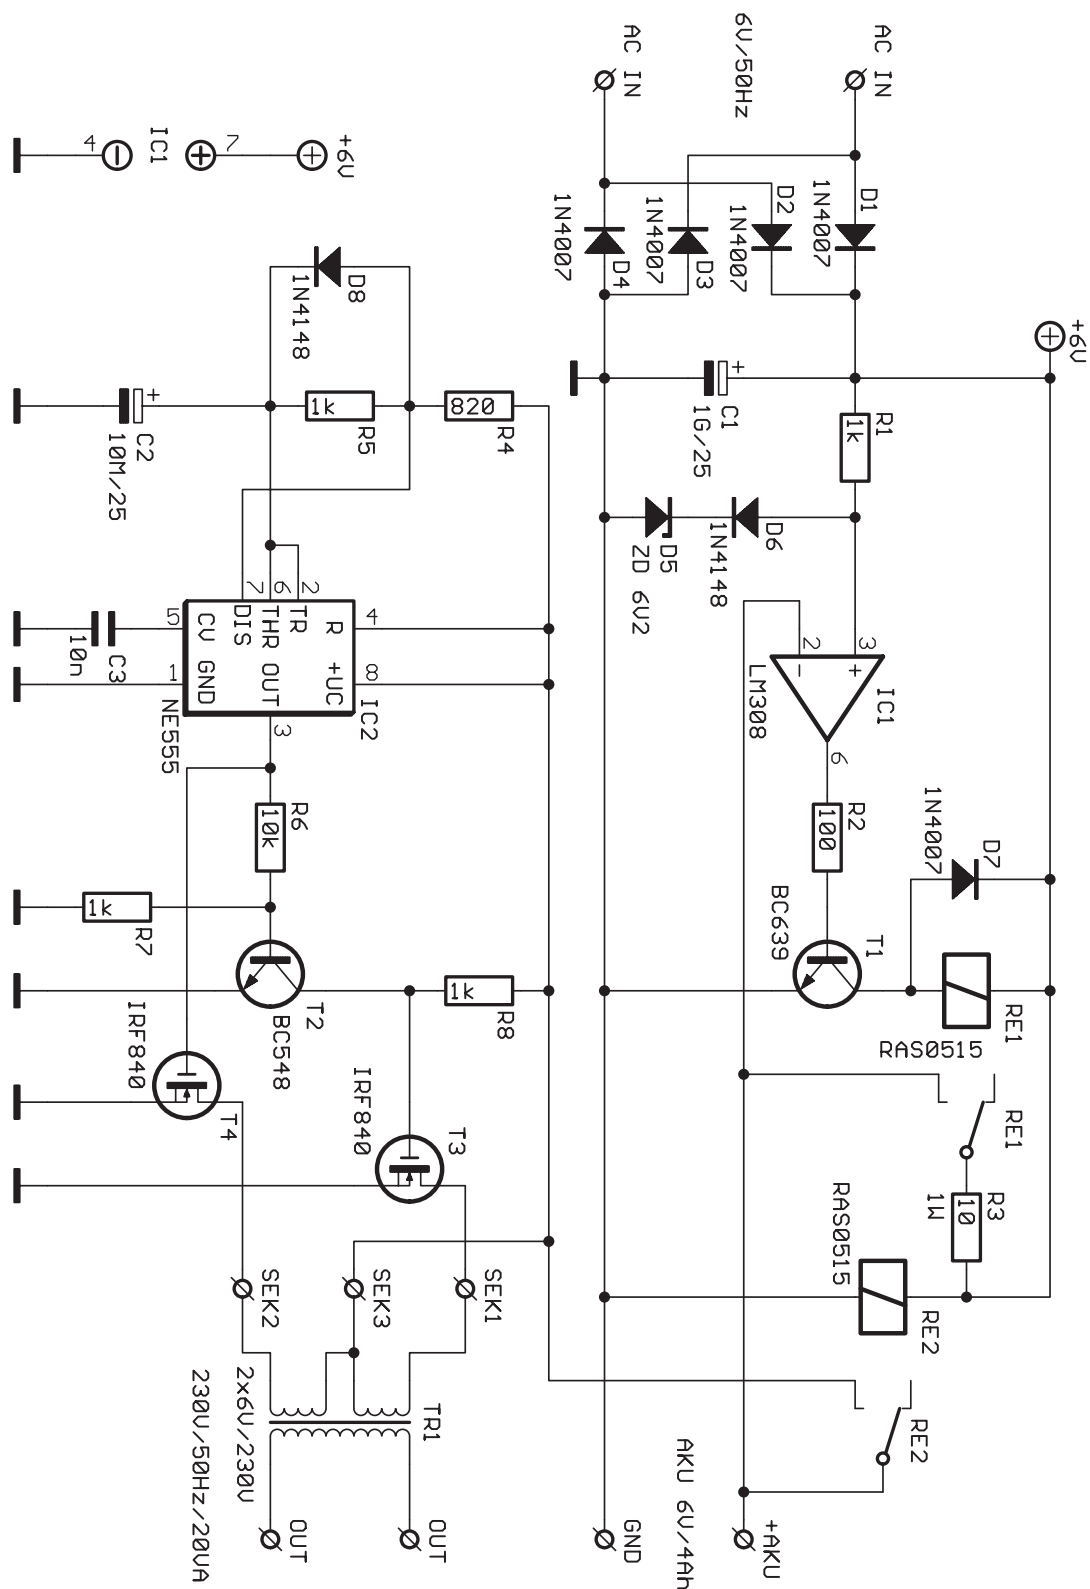 +6V
D7
1N4007
RE1
RAS0515
RE1
R3
10
1W
RE2
RAS0515
RE2
AC IN
AC IN
6V/50Hz
D1
1N4007
D2
1N4007
D3
1N4007
D4
1N4007
R1
1k
+
C1
1G/25
D6
1N4148
D5
ZD 6V2
IC1
LM308
3
+
2
-
6
R2
100
T1
BC639
+AKU
AKU 6V/4Ah
GND
+6V
7
IC1
4
D8
1N4148
R4
820
R5
1k
+
C2
10M/25
IC2
NE555
4
R
8
+UC
2
TR
6
THR
7
DIS
OUT
3
5
CV
1
GND
C3
10n
R6
10k
R7
1k
T2
BC548
R8
1k
T3
IRF840
T4
IRF840
SEK1
SEK3
SEK2
TR1
2x6V/230V
230V/50Hz/20VA
OUT
OUT